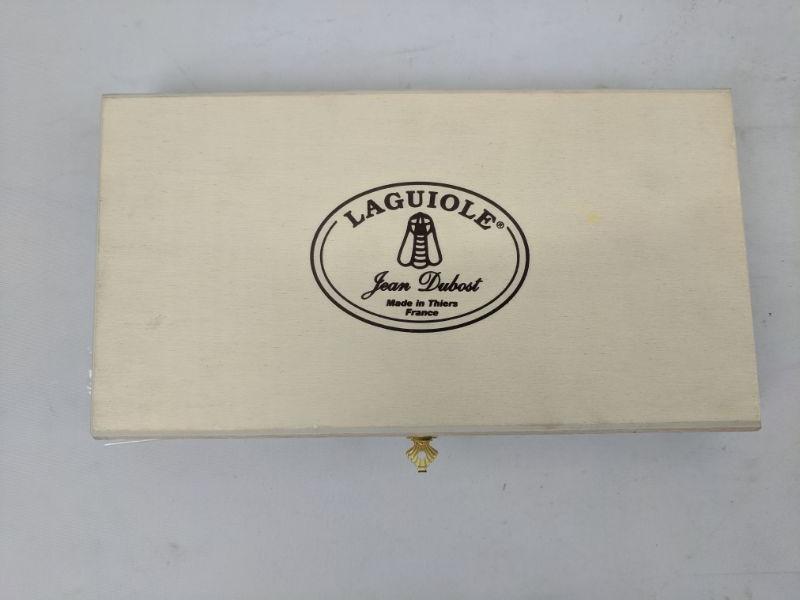 LAGUIOLE®
Jean Dubost
Made in Thiers
France